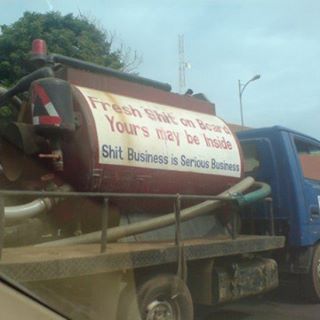 Fresh Shit on Board
Yours may be Inside
Shit Business is Serious Business